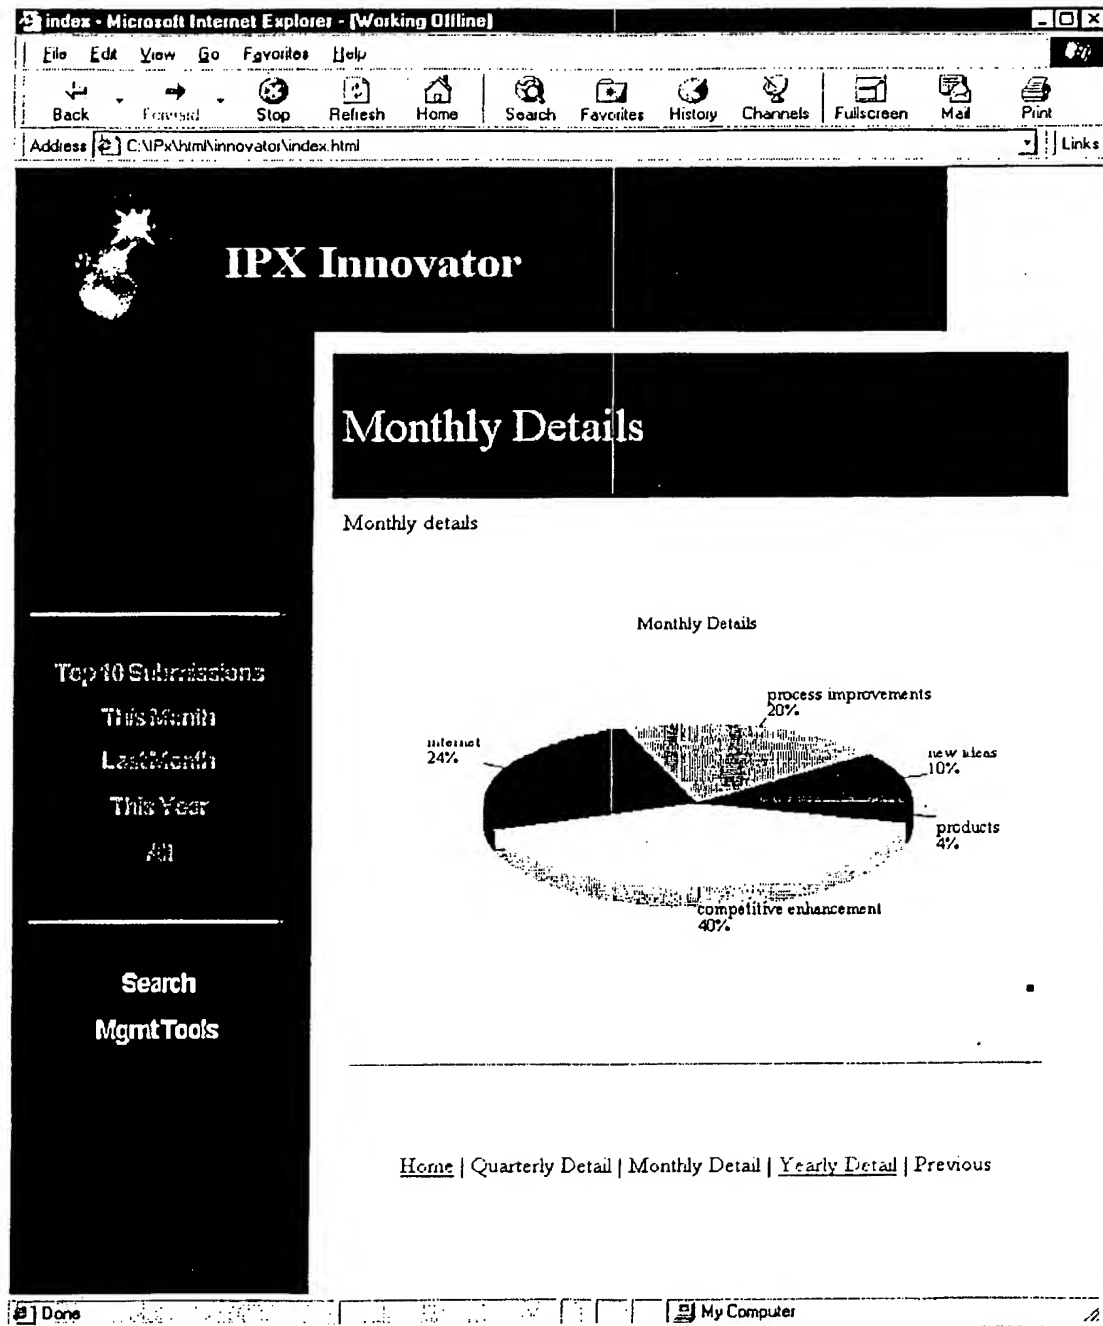 index - Microsoft Internet Explorer - [Working Offline]
File Edit View Go Favorites Help
Back Forward Stop Refresh Home Search Favorites History Channels Fullscreen Mail Print
Address C:\IPx\html\innovator\index.html Links
IPX Innovator
Monthly Details
Monthly details
Monthly Details
process improvements
20%
internet
24%
new ideas
10%
products
4%
competitive enhancement
40%
Top 10 Submissions
This Month
Last Month
This Year
All
Search
Mgmt Tools
Home | Quarterly Detail | Monthly Detail | Yearly Detail | Previous
Done My Computer